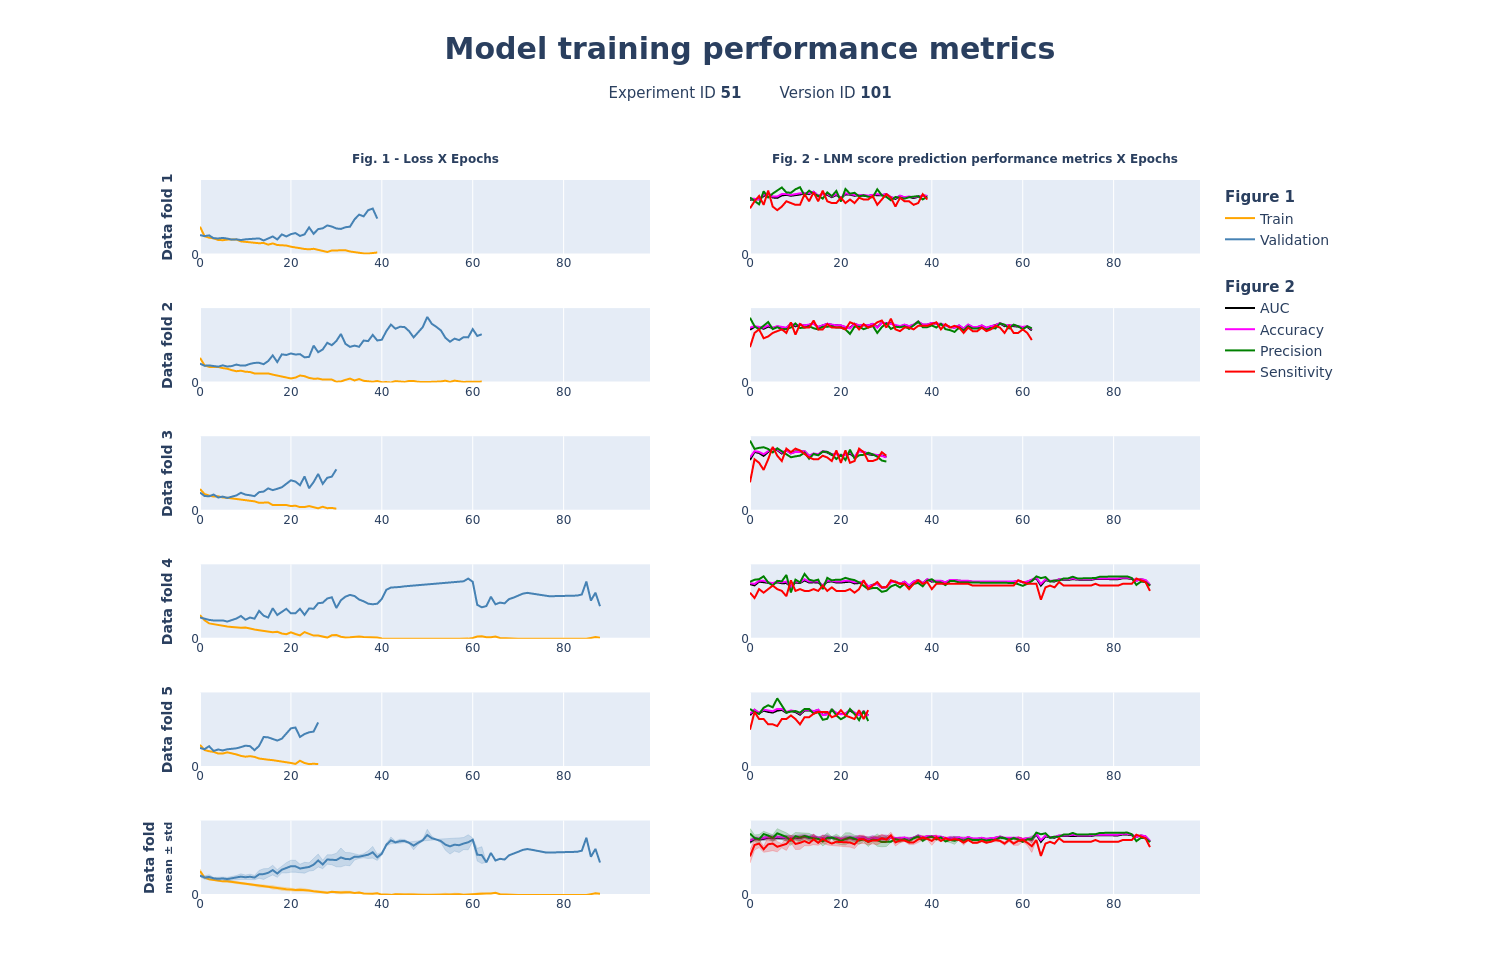 Model training performance metrics
Experiment ID 51 Version ID 101
Fig. 1 - Loss X Epochs
Fig. 2 - LNM score prediction performance metrics X Epochs
Data fold 1
0
0 20 40 60 80
0
0 20 40 60 80
Figure 1
Train
Validation
Figure 2
AUC
Accuracy
Precision
Sensitivity
Data fold 2
0
0 20 40 60 80
0
0 20 40 60 80
Data fold 3
0
0 20 40 60 80
0
0 20 40 60 80
Data fold 4
0
0 20 40 60 80
0
0 20 40 60 80
Data fold 5
0
0 20 40 60 80
0
0 20 40 60 80
Data fold
mean ± std
0
0 20 40 60 80
0
0 20 40 60 80